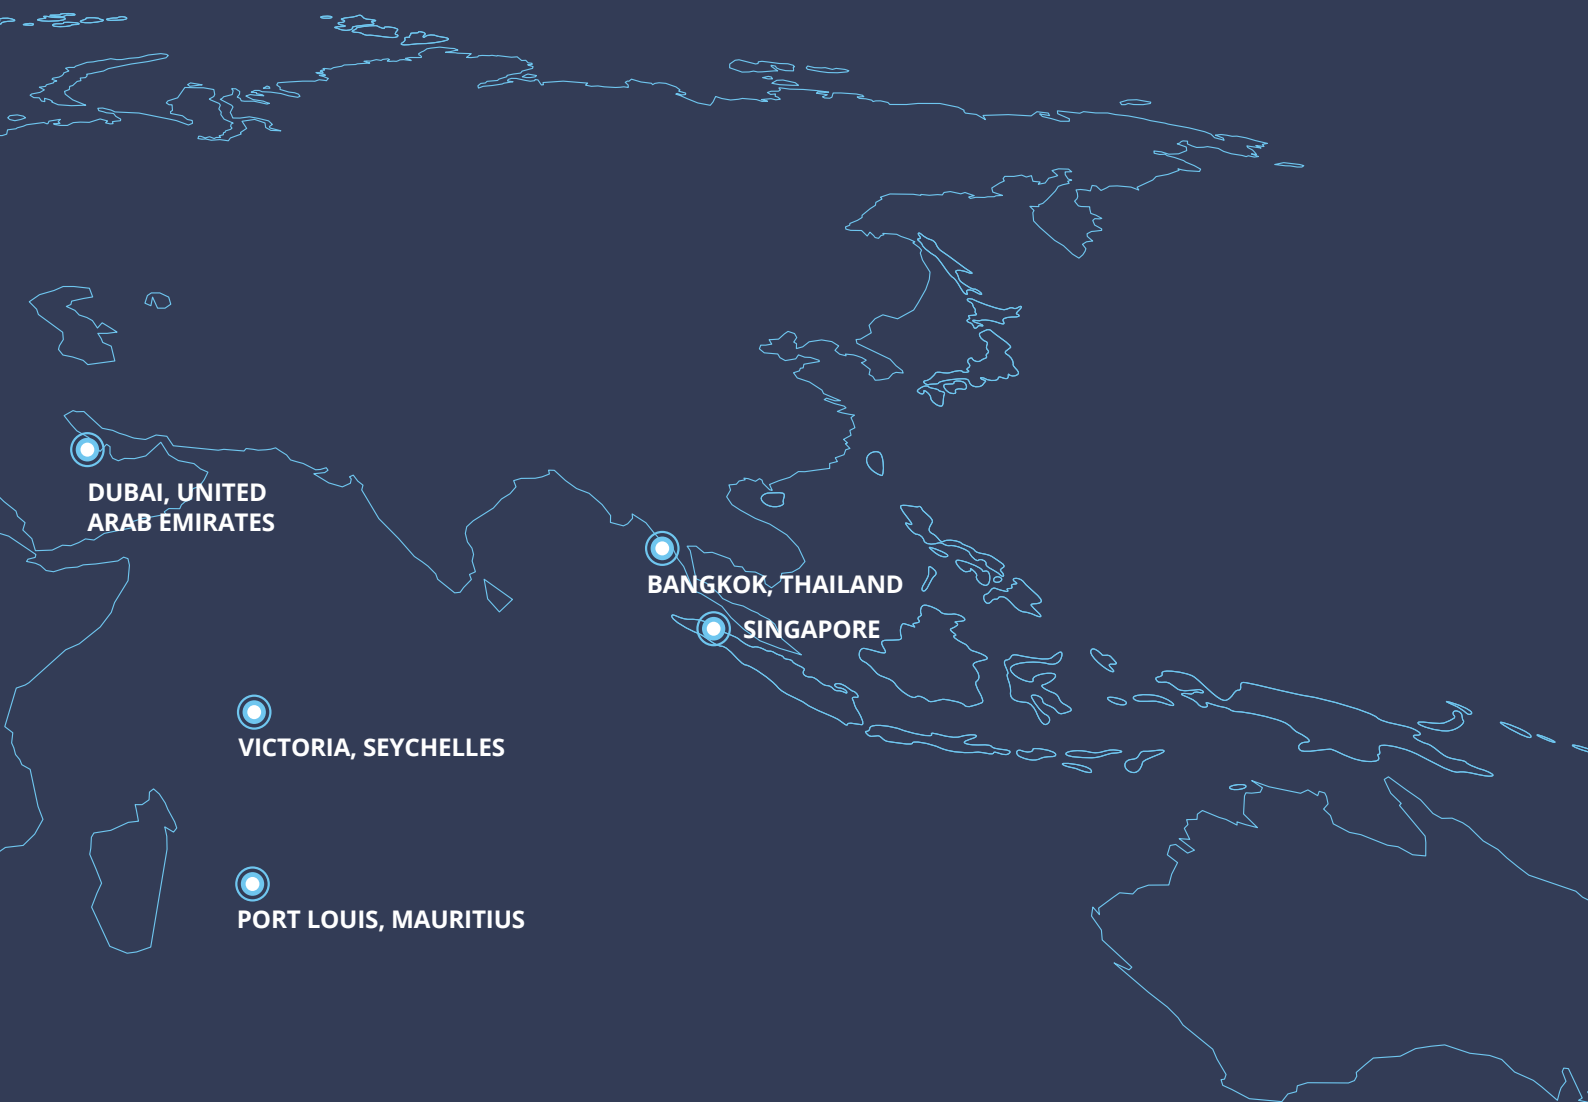 DUBAI, UNITED
ARAB EMIRATES
BANGKOK, THAILAND
SINGAPORE
VICTORIA, SEYCHELLES
PORT LOUIS, MAURITIUS